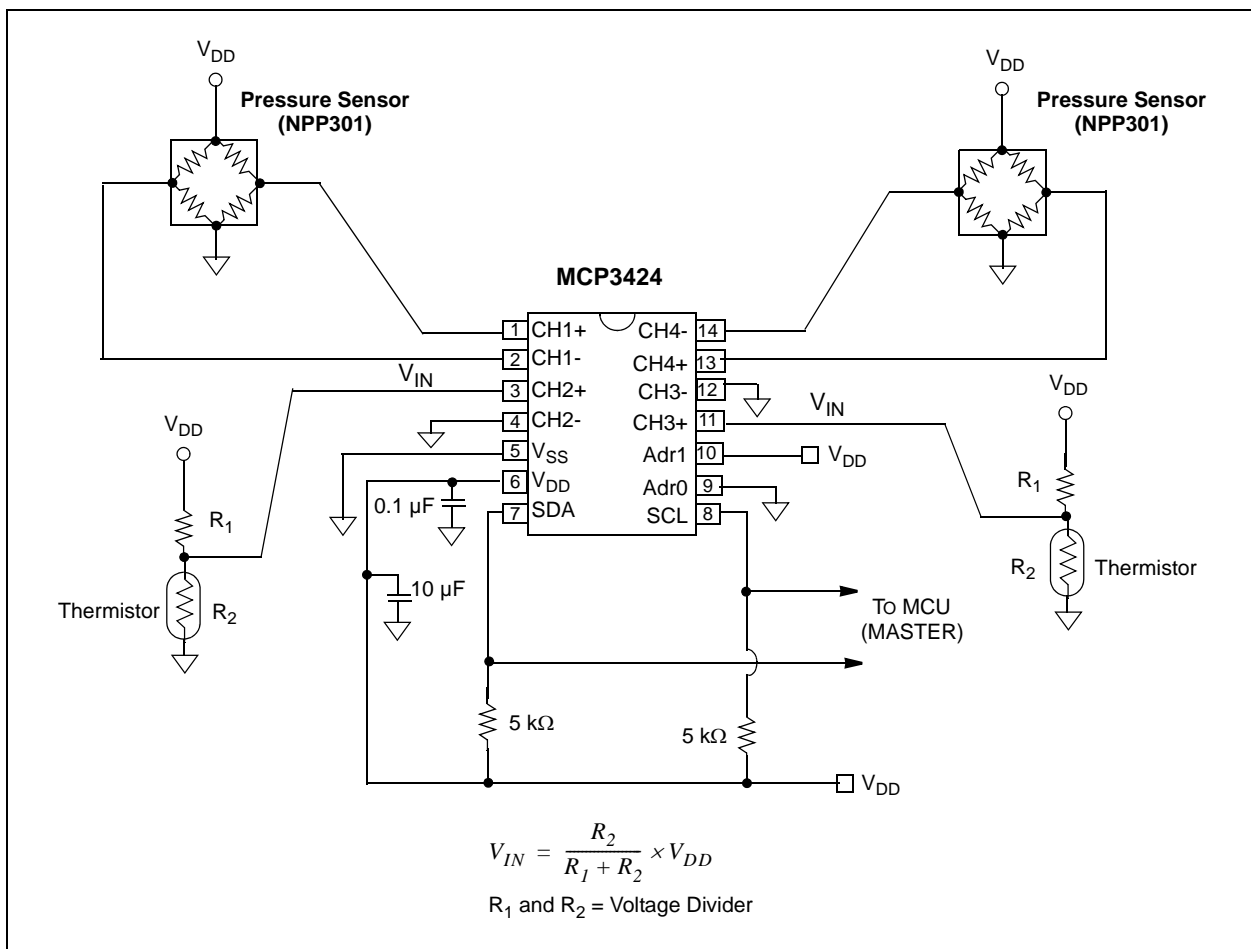 VDD
Pressure Sensor
(NPP301)
VDD
Pressure Sensor
(NPP301)
MCP3424
1 CH1+
2 CH1-
3 CH2+
4 CH2-
5 VSS
6 VDD
7 SDA
CH4- 14
CH4+ 13
CH3- 12
CH3+ 11
Adr1 10
Adr0 9
SCL 8
VIN
VDD
R1
Thermistor
R2
0.1 µF
10 µF
VIN
VDD
VDD
R1
R2
Thermistor
TO MCU
(MASTER)
5 kΩ
5 kΩ
VDD
VIN = R2 / (R1 + R2) × VDD
R1 and R2 = Voltage Divider